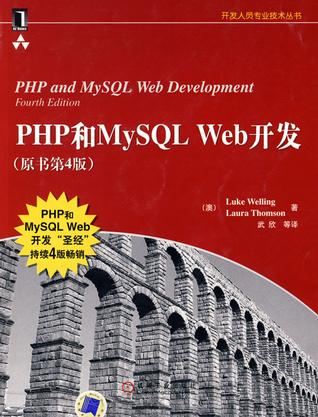 开发人员专业技术丛书
PHP and MySQL Web Development
Fourth Edition
PHP和MySQL Web开发
(原书第4版)
(澳) Luke Welling 著
Laura Thomson
武 欣 等译
PHP和
MySQL Web
开发“圣经”
持续4版畅销